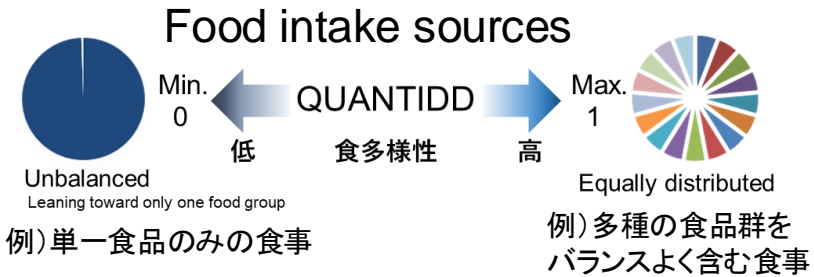 Food intake sources
Min.
0
QUANTIDD
Max.
1
低
食多様性
高
Unbalanced
Leaning toward only one food group
例）単一食品のみの食事
Equally distributed
例）多種の食品群を
バランスよく含む食事